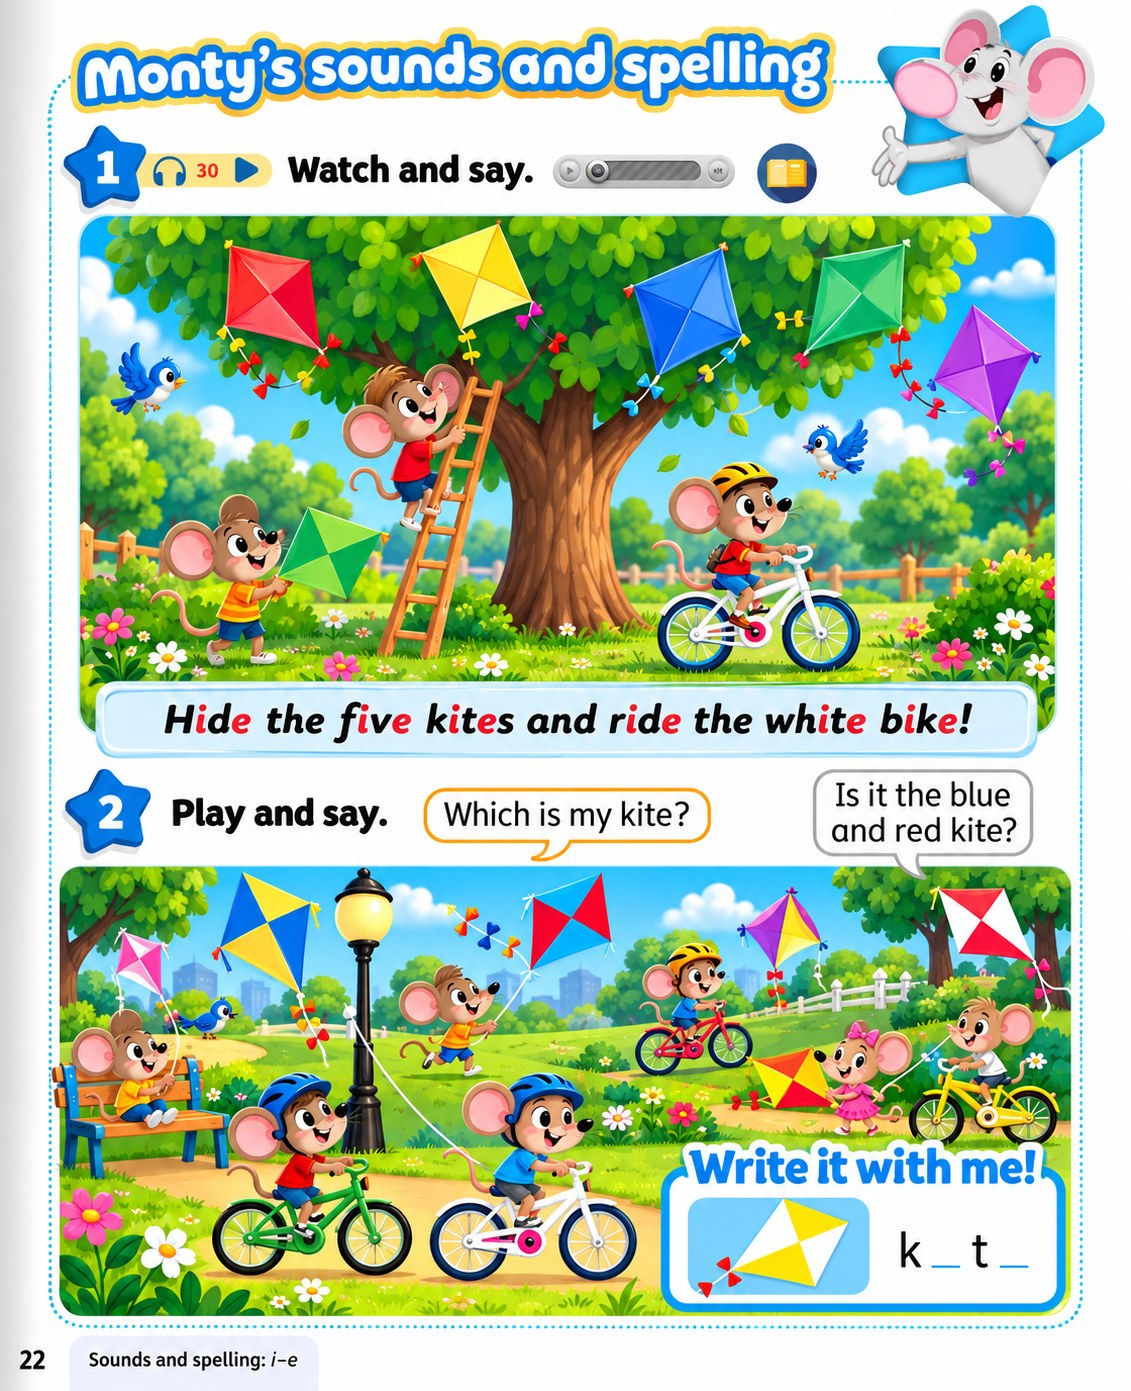 Monty's sounds and spelling
1 30 Watch and say.
Hide the five kites and ride the white bike!
2 Play and say.
Which is my kite?
Is it the blue
and red kite?
Write it with me!
k _ t _
22 Sounds and spelling: i–e